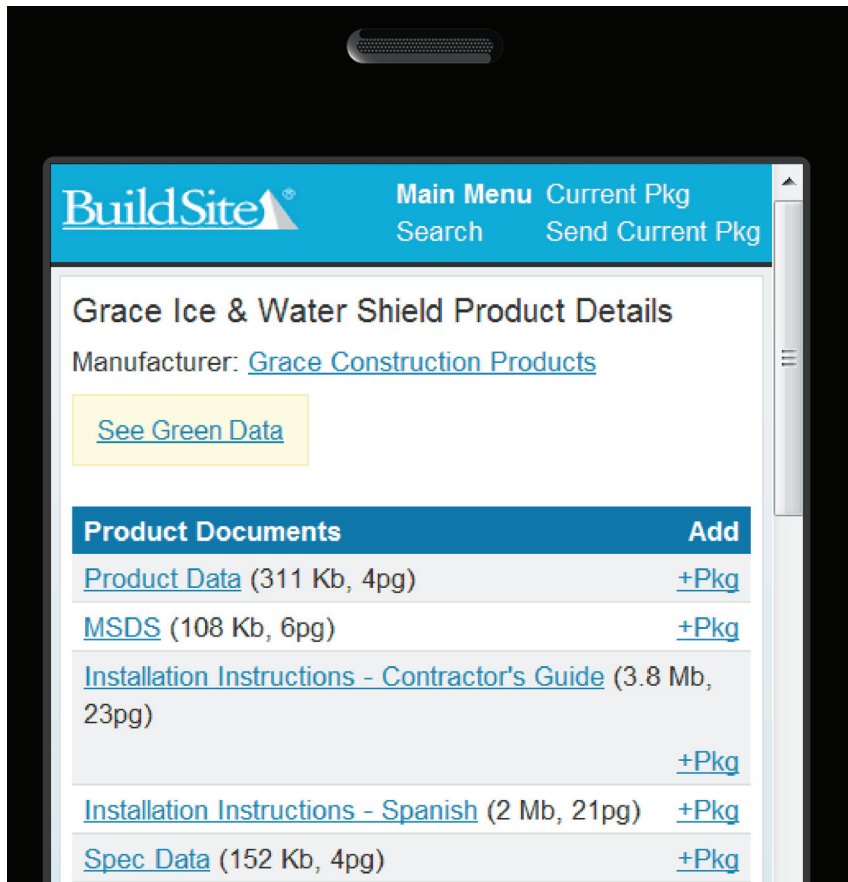 BuildSite®
Main Menu Current Pkg
Search Send Current Pkg
Grace Ice & Water Shield Product Details
Manufacturer: Grace Construction Products
See Green Data
Product Documents Add
Product Data (311 Kb, 4pg) +Pkg
MSDS (108 Kb, 6pg) +Pkg
Installation Instructions - Contractor's Guide (3.8 Mb,
23pg)
+Pkg
Installation Instructions - Spanish (2 Mb, 21pg) +Pkg
Spec Data (152 Kb, 4pg) +Pkg